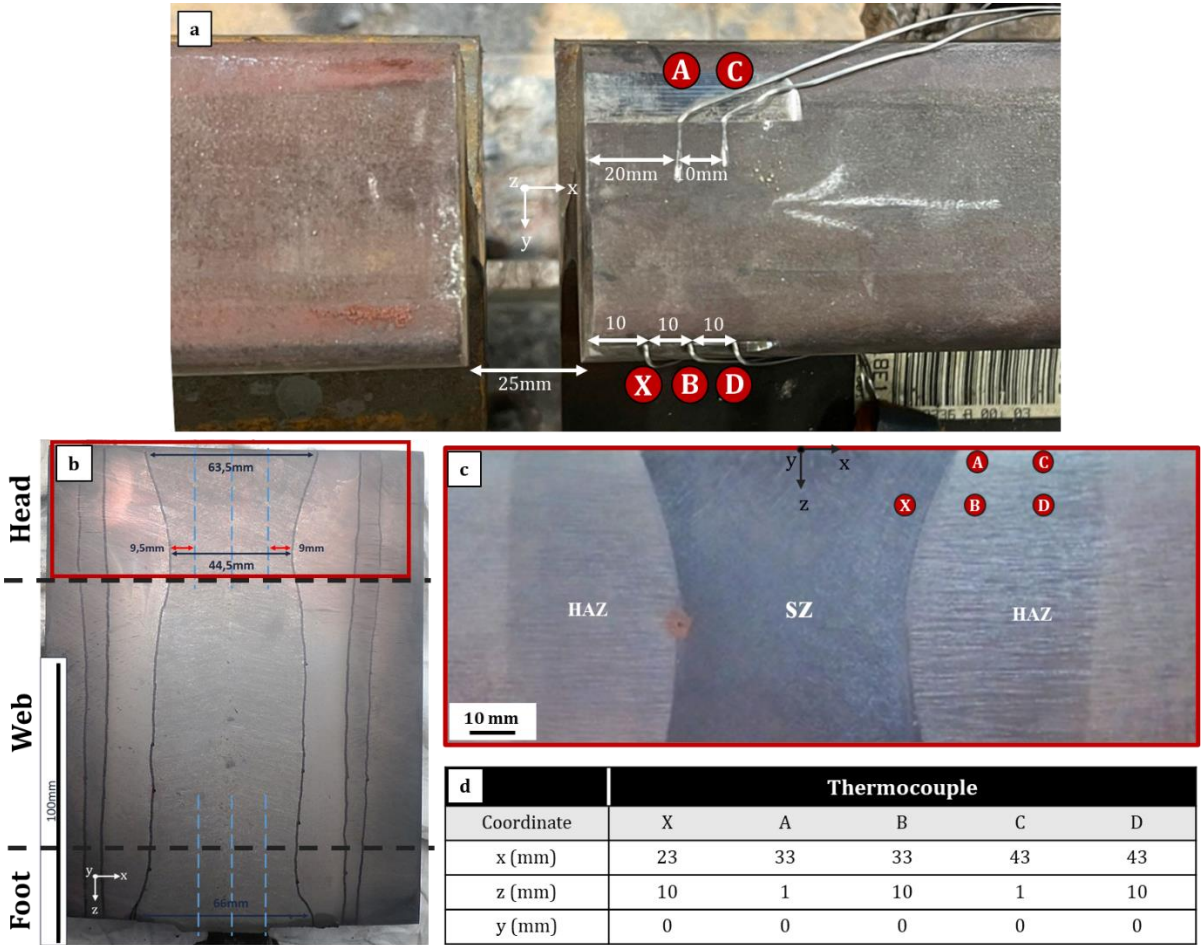 a
A C
20mm 10mm
z x
y
10 10 10
25mm
X B D
b
63,5mm
9,5mm 9mm
44,5mm
Head
Web
Foot
100mm
y x
z
66mm
c
y x
z
A C
X B D
HAZ SZ HAZ
10 mm
d Thermocouple
Coordinate X A B C D
x (mm) 23 33 33 43 43
z (mm) 10 1 10 1 10
y (mm) 0 0 0 0 0